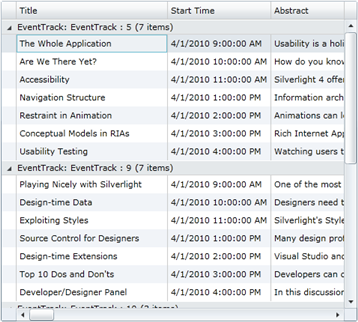 Title Start Time Abstract
EventTrack: EventTrack : 5 (7 items)
The Whole Application 4/1/2010 9:00:00 AM Usability is a holi
Are We There Yet? 4/1/2010 10:00:00 AM How do you know
Accessibility 4/1/2010 11:00:00 AM Silverlight 4 offer
Navigation Structure 4/1/2010 1:00:00 PM Information arch
Restraint in Animation 4/1/2010 2:00:00 PM Animations can l
Conceptual Models in RIAs 4/1/2010 3:00:00 PM Rich Internet App
Usability Testing 4/1/2010 4:00:00 PM Watching users t
EventTrack: EventTrack : 9 (7 items)
Playing Nicely with Silverlight 4/1/2010 9:00:00 AM One of the most
Design-time Data 4/1/2010 10:00:00 AM Designers need t
Exploiting Styles 4/1/2010 11:00:00 AM Silverlight's Style
Source Control for Designers 4/1/2010 1:00:00 PM Many design prof
Design-time Extensions 4/1/2010 2:00:00 PM Visual Studio and
Top 10 Dos and Don'ts 4/1/2010 3:00:00 PM Developers can c
Developer/Designer Panel 4/1/2010 4:00:00 PM In this discussion
EventTrack: EventTrack : 10 (7 items)